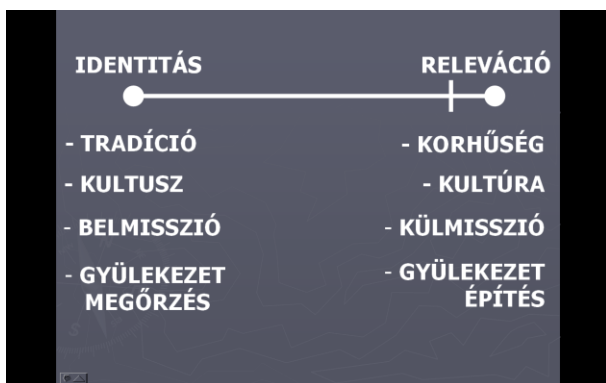 IDENTITÁS RELEVÁCIÓ
- TRADÍCIÓ - KORHŰSÉG
- KULTUSZ - KULTÚRA
- BELMISSZIÓ - KÜLMISSZIÓ
- GYÜLEKEZET - GYÜLEKEZET
MEGŐRZÉS ÉPÍTÉS
S